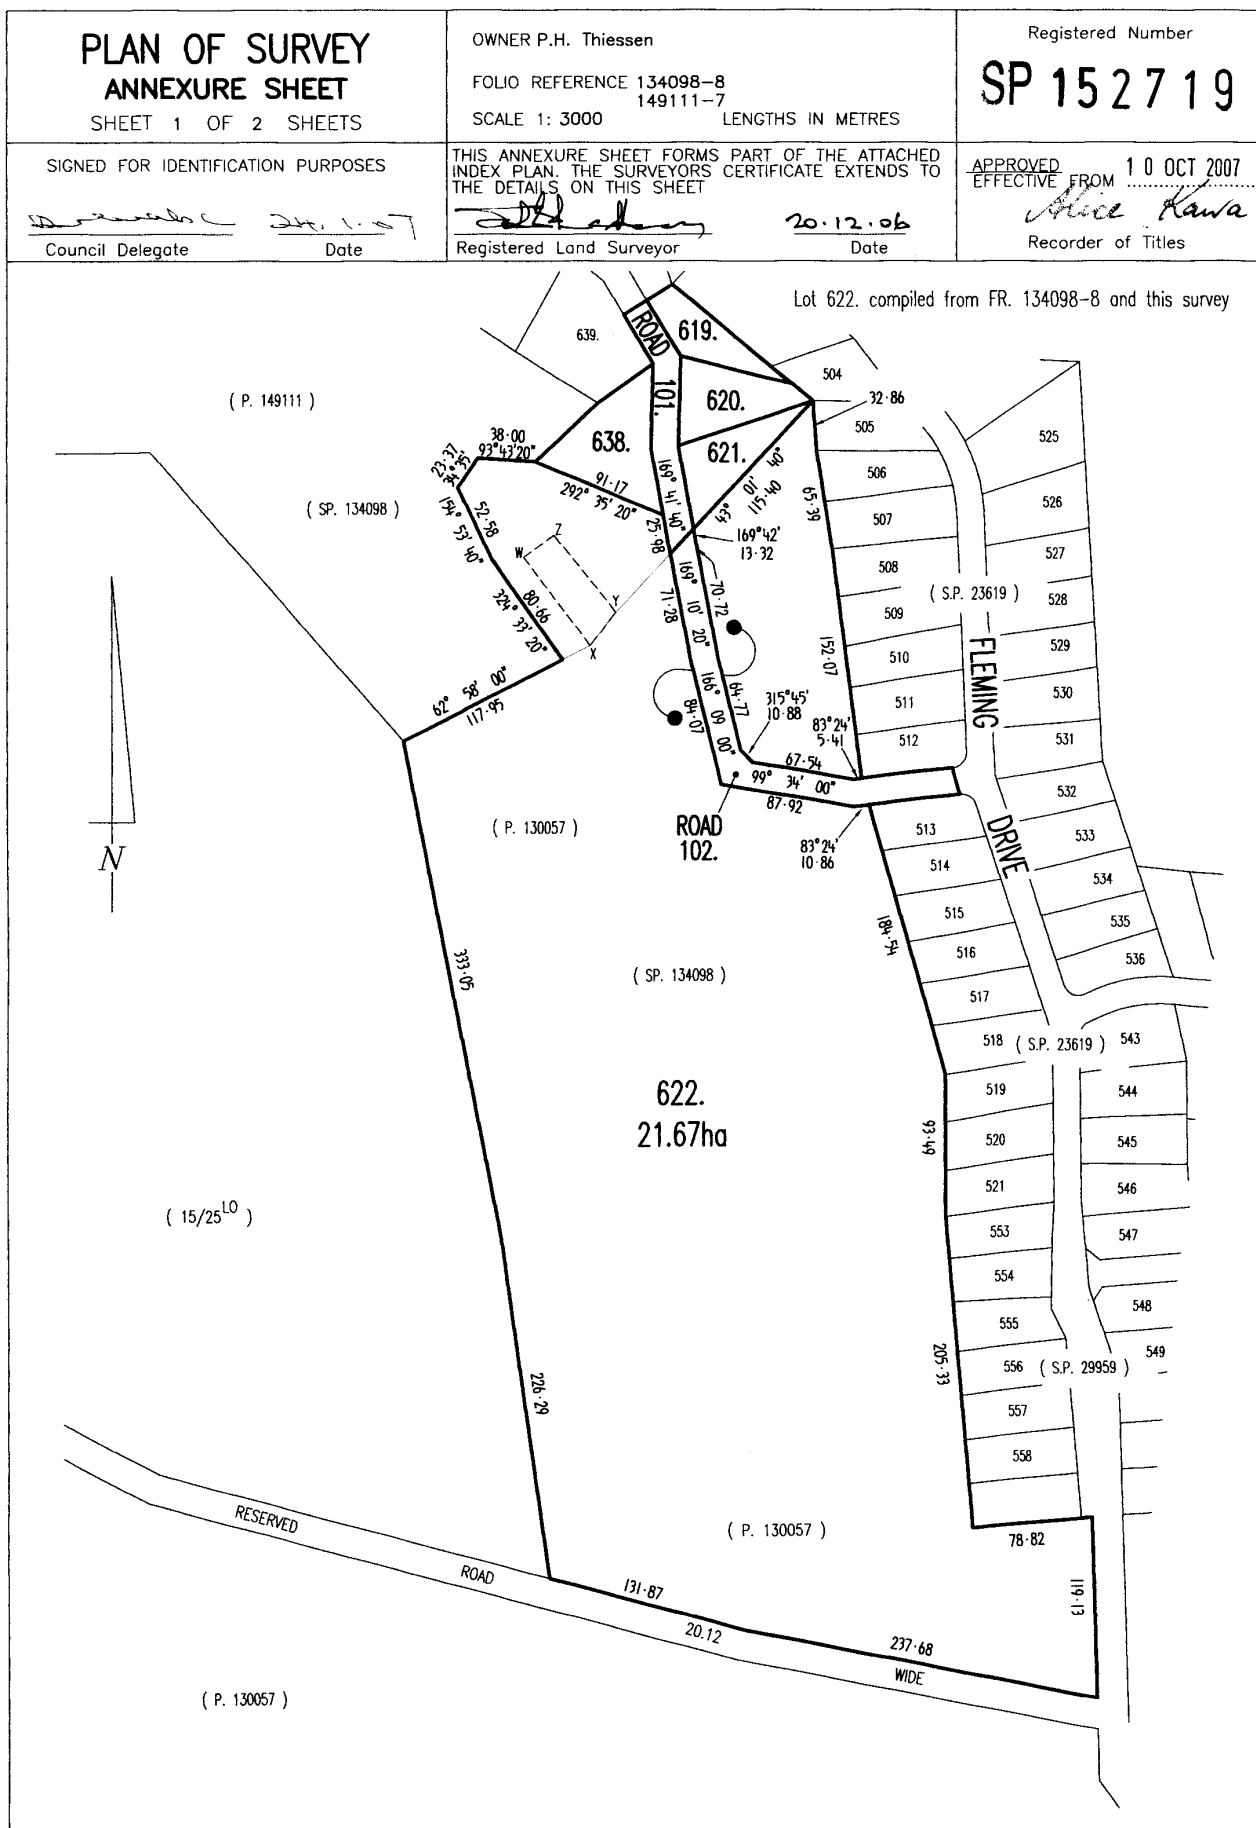 PLAN OF SURVEY
ANNEXURE SHEET
SHEET 1 OF 2 SHEETS
OWNER P.H. Thiessen
FOLIO REFERENCE 134098-8
149111-7
SCALE 1: 3000 LENGTHS IN METRES
Registered Number
SP 152719
SIGNED FOR IDENTIFICATION PURPOSES
24.1.07
Council Delegate Date
THIS ANNEXURE SHEET FORMS PART OF THE ATTACHED
INDEX PLAN. THE SURVEYORS CERTIFICATE EXTENDS TO
THE DETAILS ON THIS SHEET
20.12.06
Registered Land Surveyor Date
APPROVED
EFFECTIVE FROM 10 OCT 2007
Alice Kawa
Recorder of Titles
Lot 622. compiled from FR. 134098-8 and this survey
639.
ROAD 101.
619.
504
32·86
( P. 149111 )
620.
505
525
38·00
93°43'20"
638.
621.
506
23·37
34°35'
91·17
292° 35' 20"
169° 41' 40"
43° 01' 40"
115·40
65·39
526
( SP. 134098 )
52·58
154° 53' 40"
507
25·98
169°42'
13·32
527
Z
W
508
( S.P. 23619 )
528
80·66
324° 33' 20"
Y
71·28
169° 10' 20"
70·72
509
X
152·07
510
529
FLEMING
62° 58' 00"
117·95
84·07
166° 09' 00"
64·77
315°45'
10·88
511
530
83°24'
5·41
512
531
67·54
99° 34' 00"
87·92
532
( P. 130057 )
ROAD
102.
83°24'
10·86
513
DRIVE
533
514
534
N
515
535
184·54
516
536
333·05
( SP. 134098 )
517
518
( S.P. 23619 )
543
622.
21.67ha
519
544
93·49
520
545
521
546
( 15/25LO )
553
547
554
548
555
549
205·33
556
( S.P. 29959 )
226·29
557
558
RESERVED
( P. 130057 )
78·82
ROAD
131·87
119·13
20.12
237·68
WIDE
( P. 130057 )